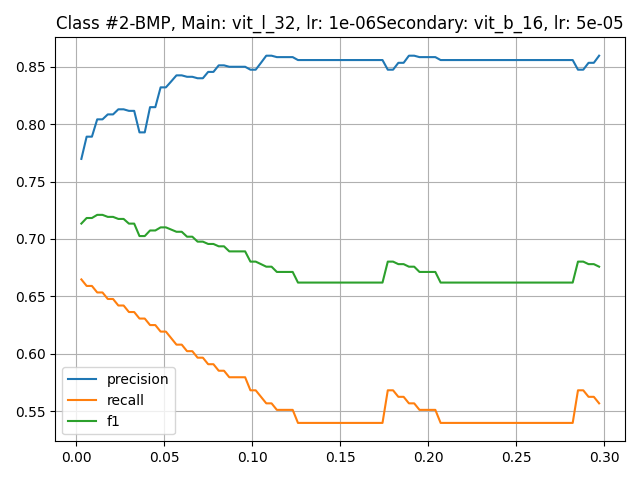 Class #2-BMP, Main: vit_l_32, lr: 1e-06Secondary: vit_b_16, lr: 5e-05
0.85
0.80
0.75
0.70
0.65
0.60
0.55
precision
recall
f1
0.00 0.05 0.10 0.15 0.20 0.25 0.30